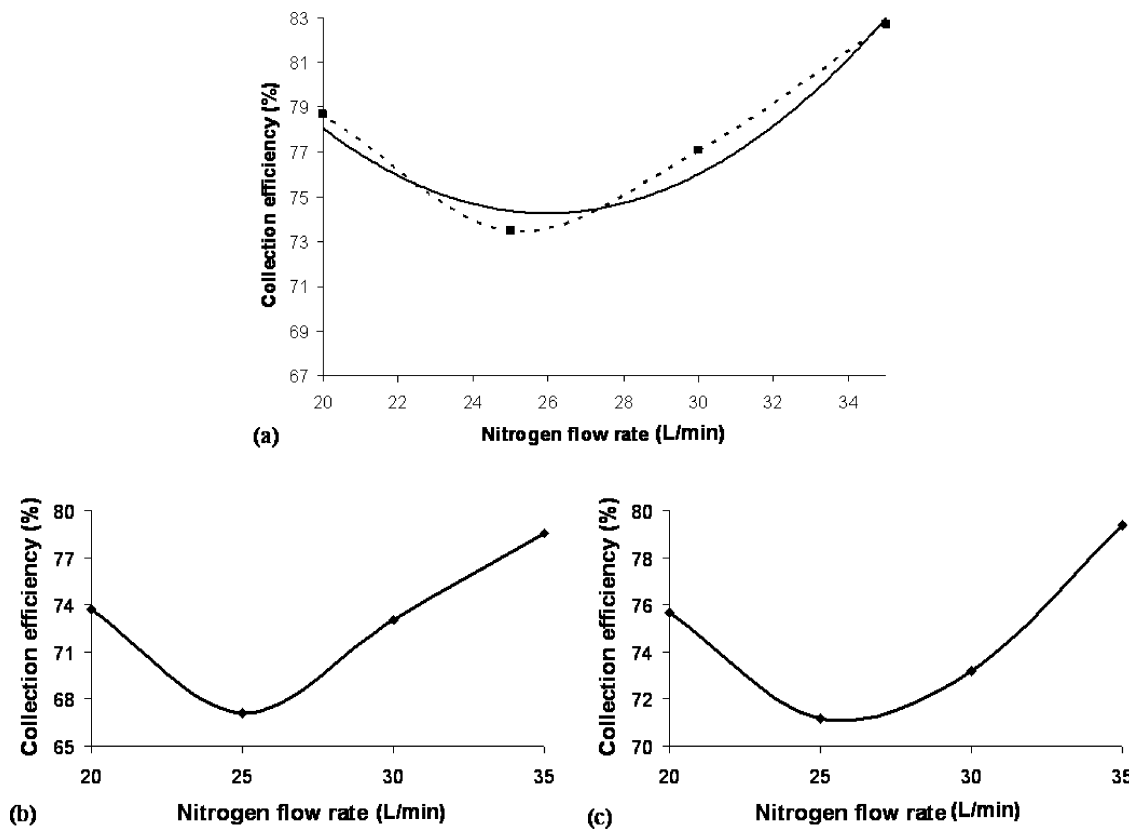 83
81
79
77
75
73
71
69
67
Collection efficiency (%)
20 22 24 26 28 30 32 34
Nitrogen flow rate (L/min)
(a)
80
77
74
71
68
65
Collection efficiency (%)
20 25 30 35
Nitrogen flow rate (L/min)
(b)
80
78
76
74
72
70
Collection efficiency (%)
20 25 30 35
Nitrogen flow rate (L/min)
(c)